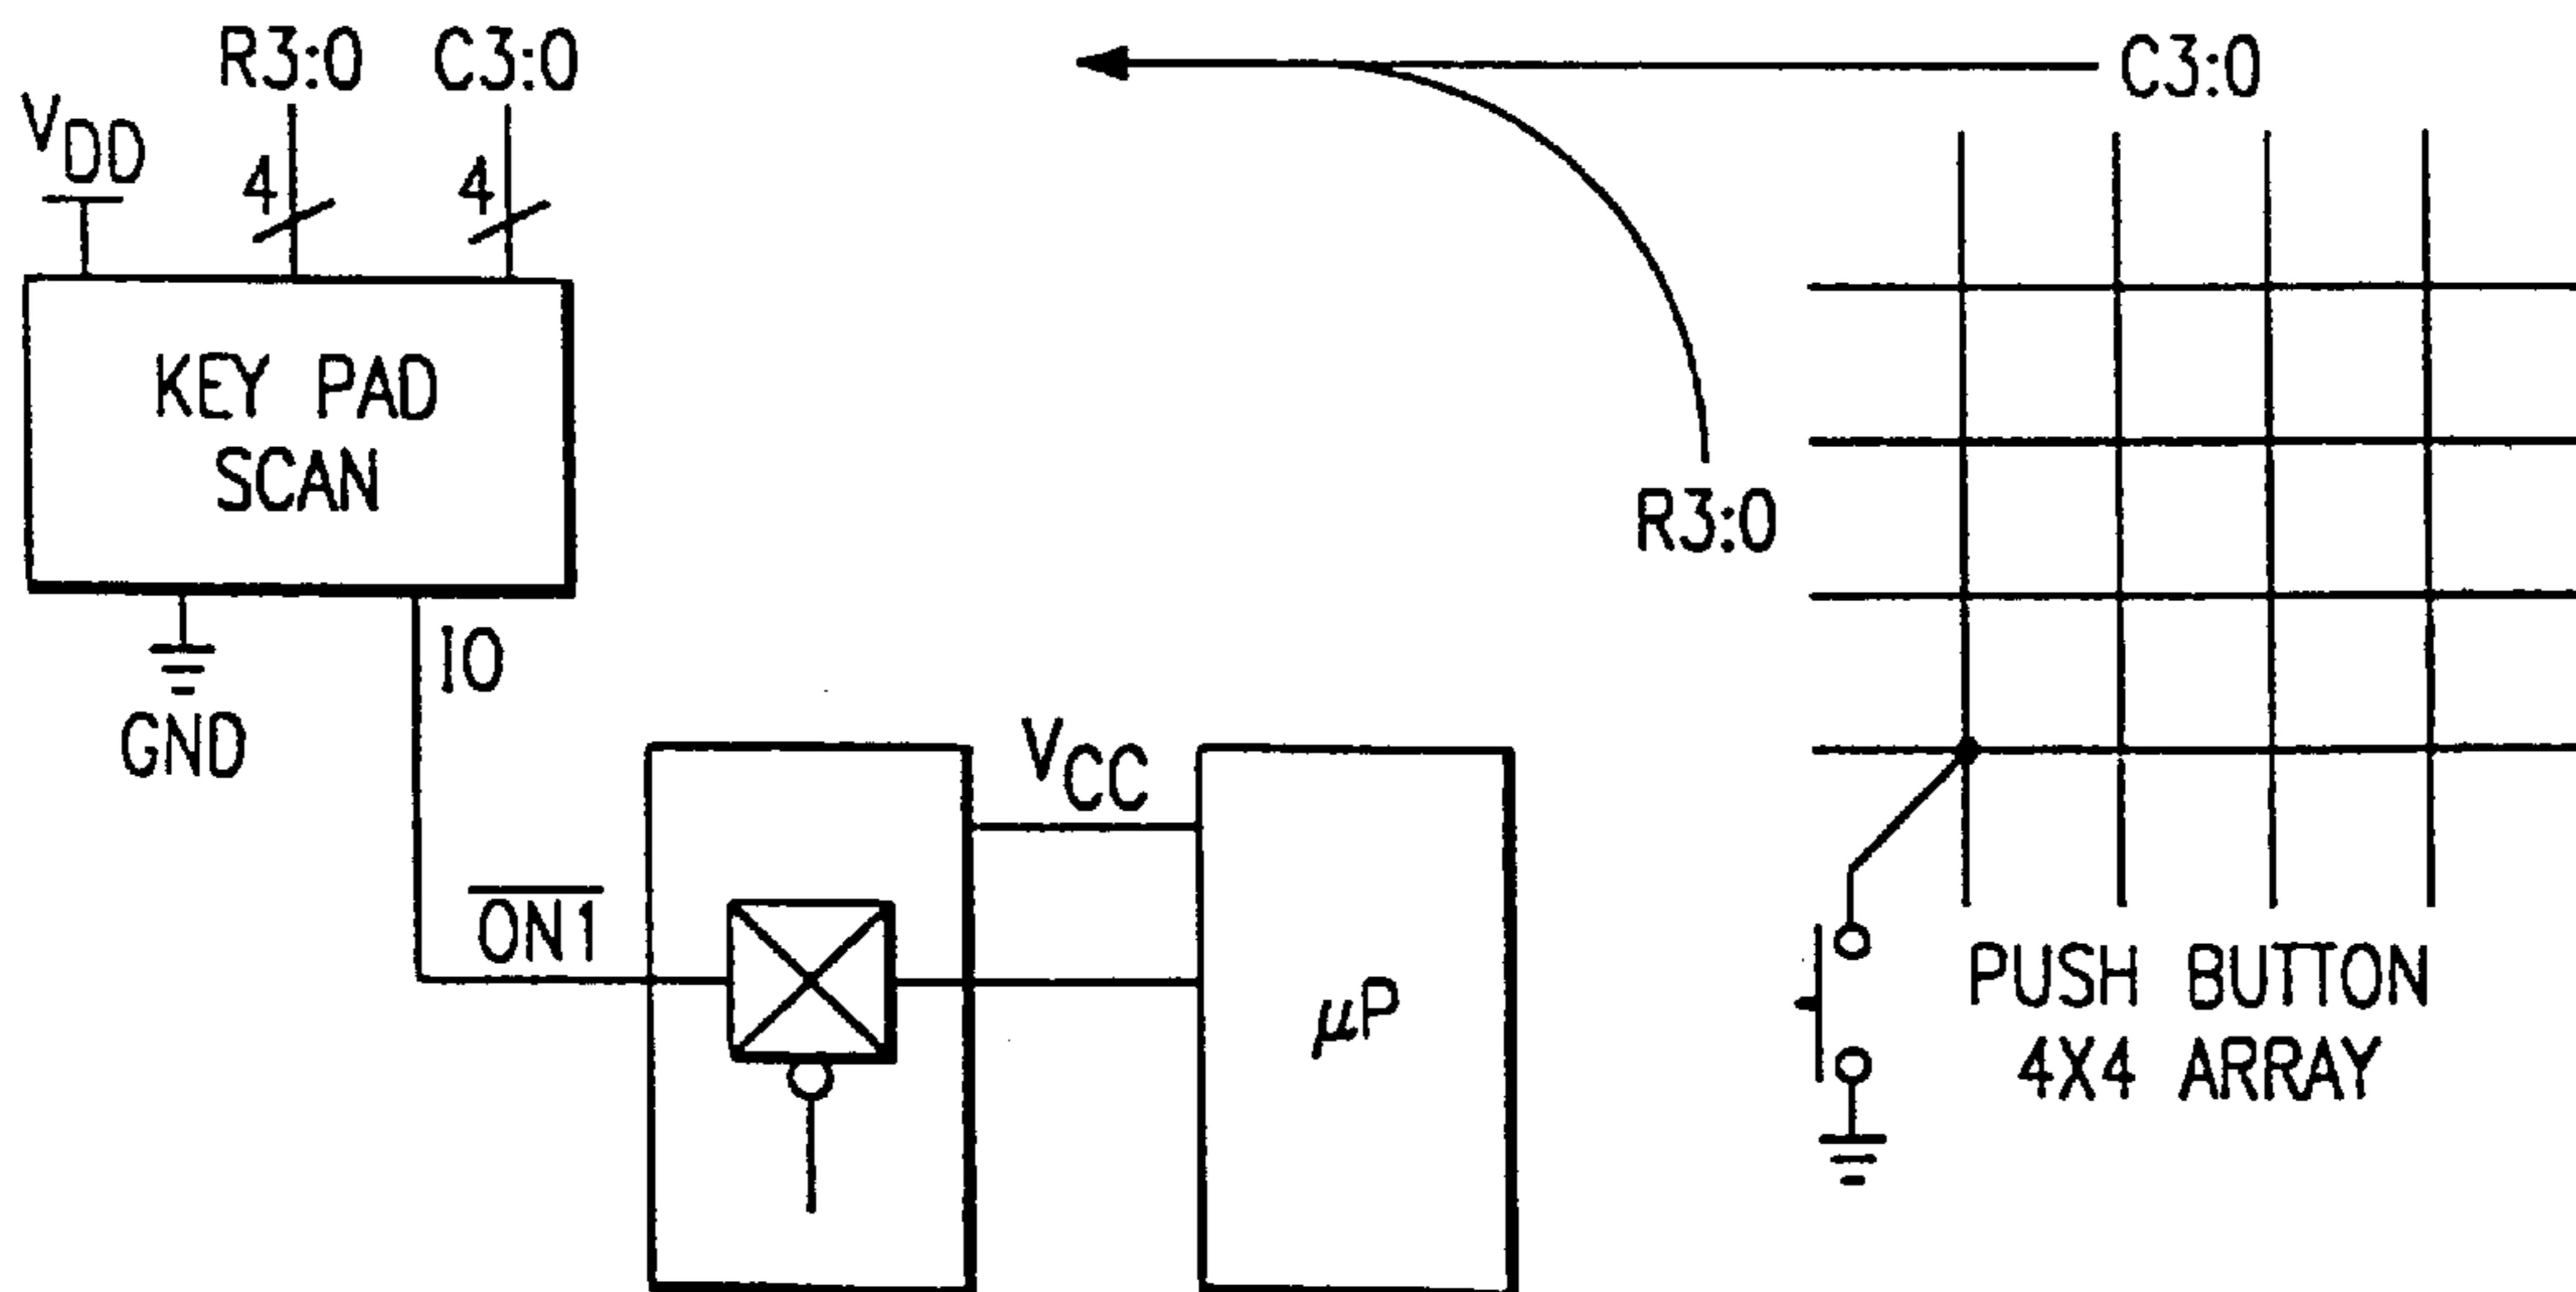 R3:0 C3:0
V_DD
4 4
KEY PAD
SCAN
IO
GND
C3:0
R3:0
V_CC
O̅N̅1̅
μP
PUSH BUTTON
4X4 ARRAY